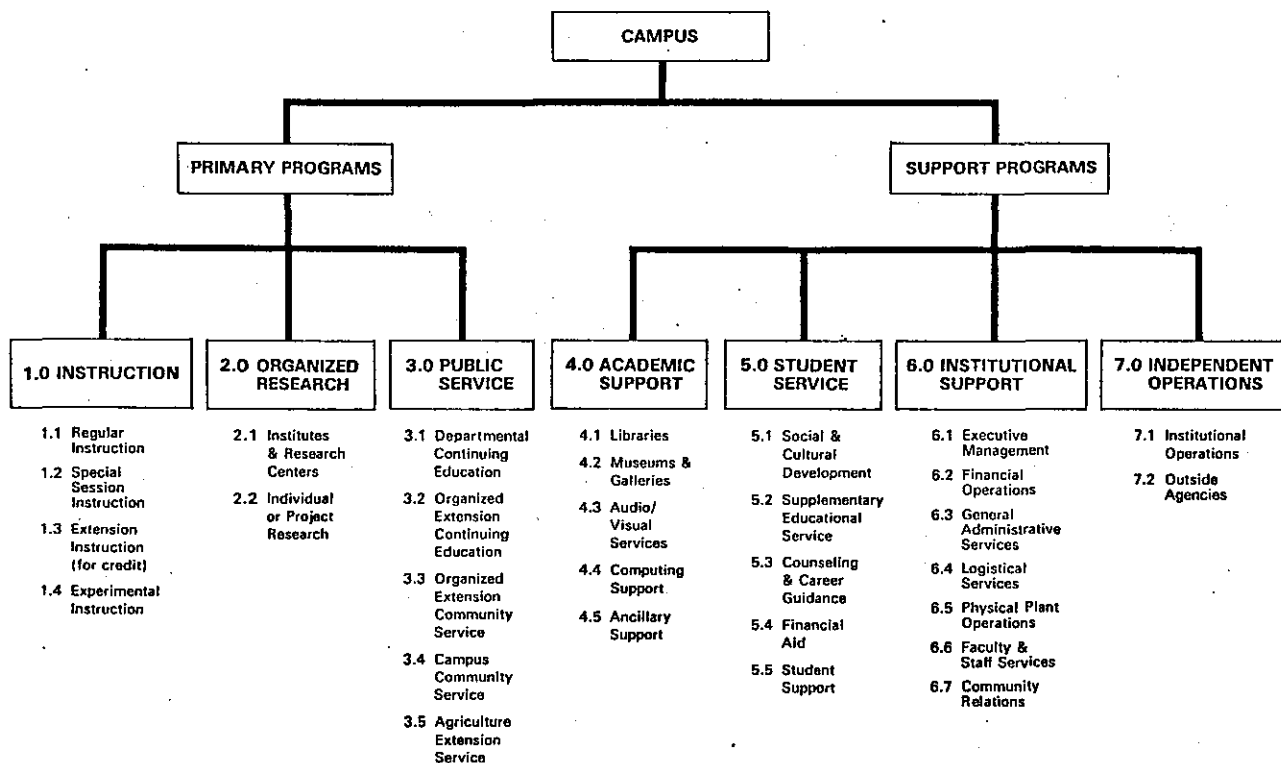 CAMPUS
PRIMARY PROGRAMS
SUPPORT PROGRAMS
1.0 INSTRUCTION
2.0 ORGANIZED
RESEARCH
3.0 PUBLIC
SERVICE
4.0 ACADEMIC
SUPPORT
5.0 STUDENT
SERVICE
6.0 INSTITUTIONAL
SUPPORT
7.0 INDEPENDENT
OPERATIONS
1.1 Regular
Instruction
1.2 Special
Session
Instruction
1.3 Extension
Instruction
(for credit)
1.4 Experimental
Instruction
2.1 Institutes
& Research
Centers
2.2 Individual
or Project
Research
3.1 Departmental
Continuing
Education
3.2 Organized
Extension
Continuing
Education
3.3 Organized
Extension
Community
Service
3.4 Campus
Community
Service
3.5 Agriculture
Extension
Service
4.1 Libraries
4.2 Museums &
Galleries
4.3 Audio/
Visual
Services
4.4 Computing
Support
4.5 Ancillary
Support
5.1 Social &
Cultural
Development
5.2 Supplementary
Educational
Service
5.3 Counseling
& Career
Guidance
5.4 Financial
Aid
5.5 Student
Support
6.1 Executive
Management
6.2 Financial
Operations
6.3 General
Administrative
Services
6.4 Logistical
Services
6.5 Physical Plant
Operations
6.6 Faculty &
Staff Services
6.7 Community
Relations
7.1 Institutional
Operations
7.2 Outside
Agencies